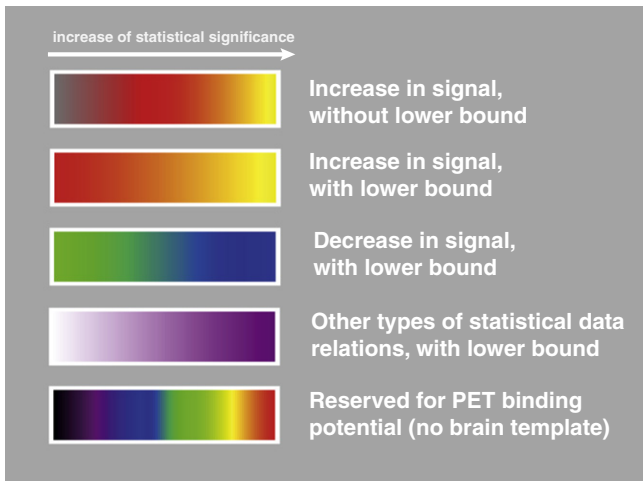 increase of statistical significance
Increase in signal,
without lower bound
Increase in signal,
with lower bound
Decrease in signal,
with lower bound
Other types of statistical data
relations, with lower bound
Reserved for PET binding
potential (no brain template)